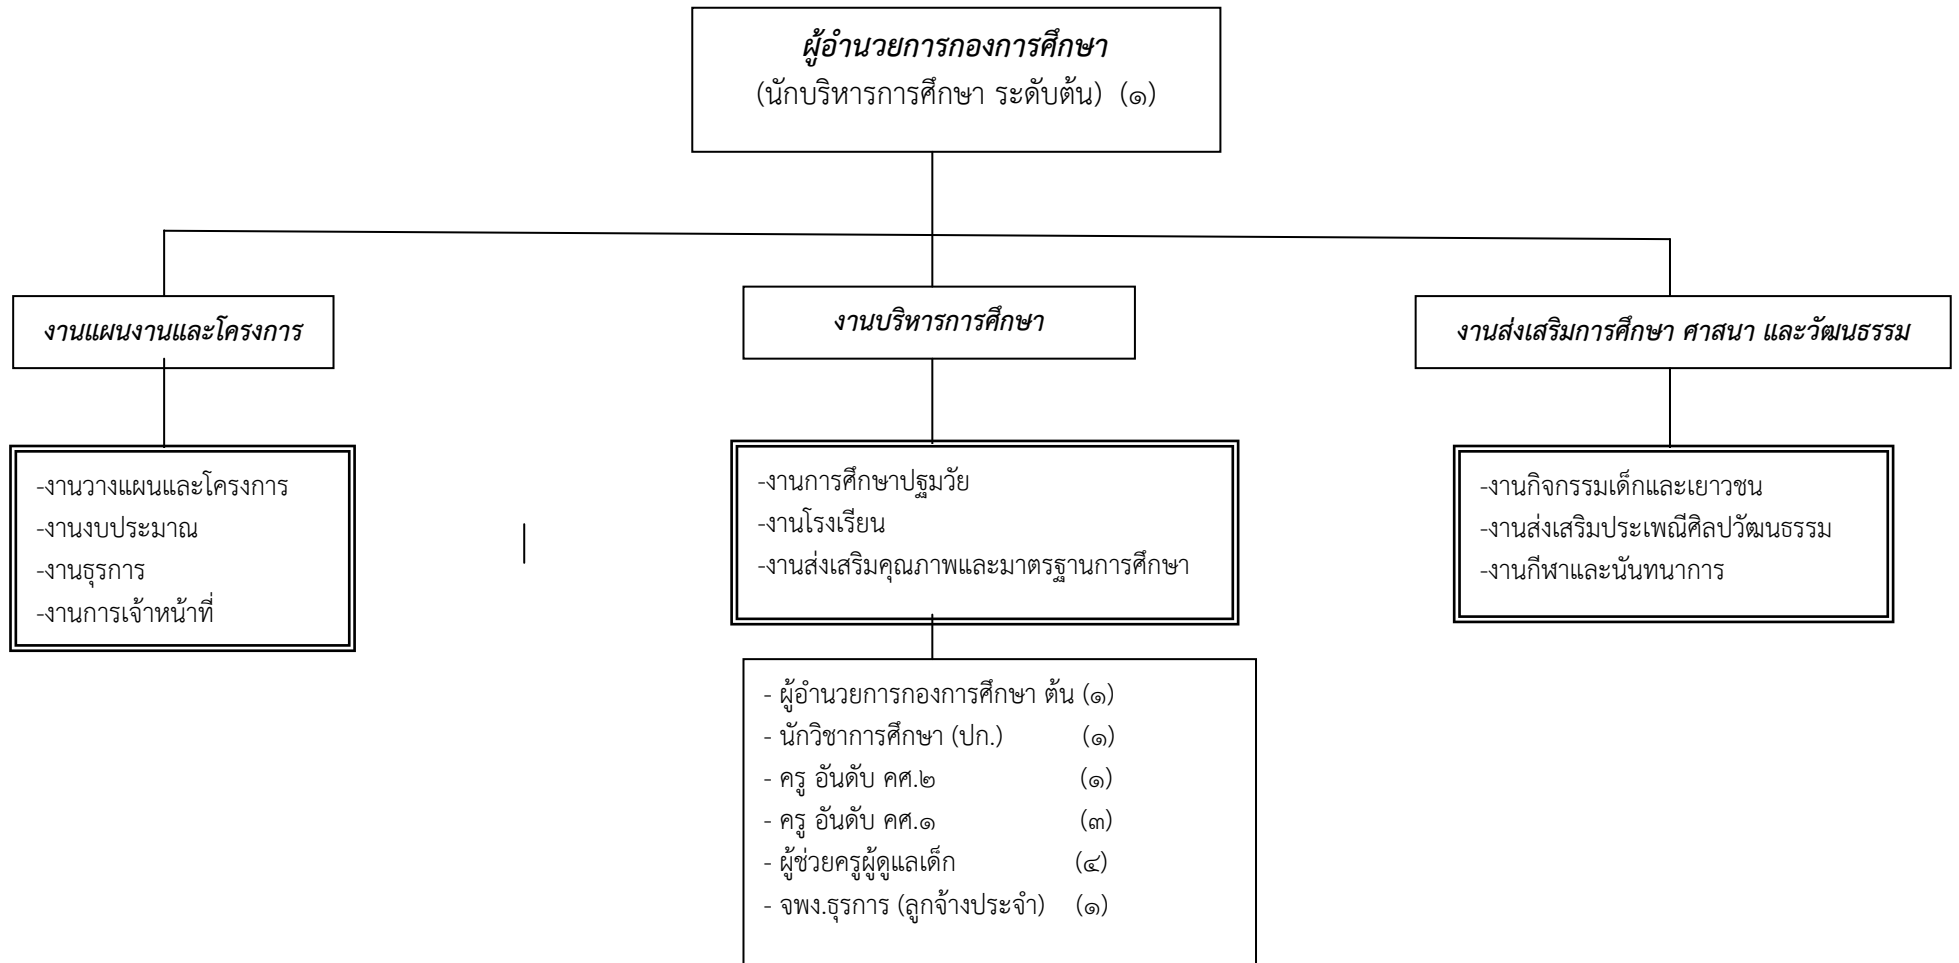 ผู้อำนวยการกองการศึกษา
(นักบริหารการศึกษา ระดับต้น) (๑)
งานแผนงานและโครงการ
งานบริหารการศึกษา
งานส่งเสริมการศึกษา ศาสนา และวัฒนธรรม
-งานวางแผนและโครงการ
-งานงบประมาณ
-งานธุรการ
-งานการเจ้าหน้าที่
-งานการศึกษาปฐมวัย
-งานโรงเรียน
-งานส่งเสริมคุณภาพและมาตรฐานการศึกษา
-งานกิจกรรมเด็กและเยาวชน
-งานส่งเสริมประเพณีศิลปวัฒนธรรม
-งานกีฬาและนันทนาการ
- ผู้อำนวยการกองการศึกษา ต้น (๑)
- นักวิชาการศึกษา (ปก.) (๑)
- ครู อันดับ คศ.๒ (๑)
- ครู อันดับ คศ.๑ (๓)
- ผู้ช่วยครูผู้ดูแลเด็ก (๔)
- จพง.ธุรการ (ลูกจ้างประจำ) (๑)